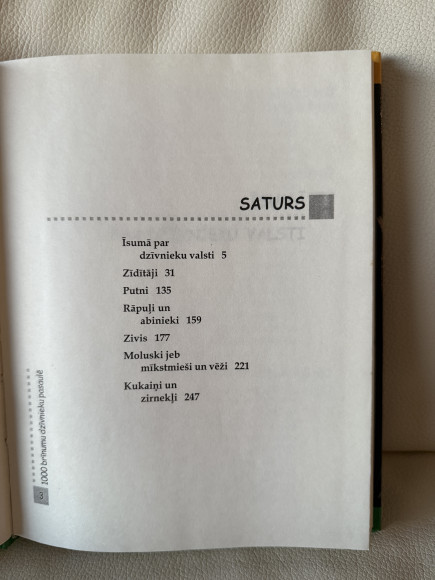 SATURS
Īsumā par
dzīvnieku valsti 5
Zīdītāji 31
Putni 135
Rāpuļi un
abinieki 159
Zivis 177
Moluski jeb
mīkstmieši un vēži 221
Kukaiņi un
zirnekļi 247
3
1000 brīnumu dzīvnieku pasaulē